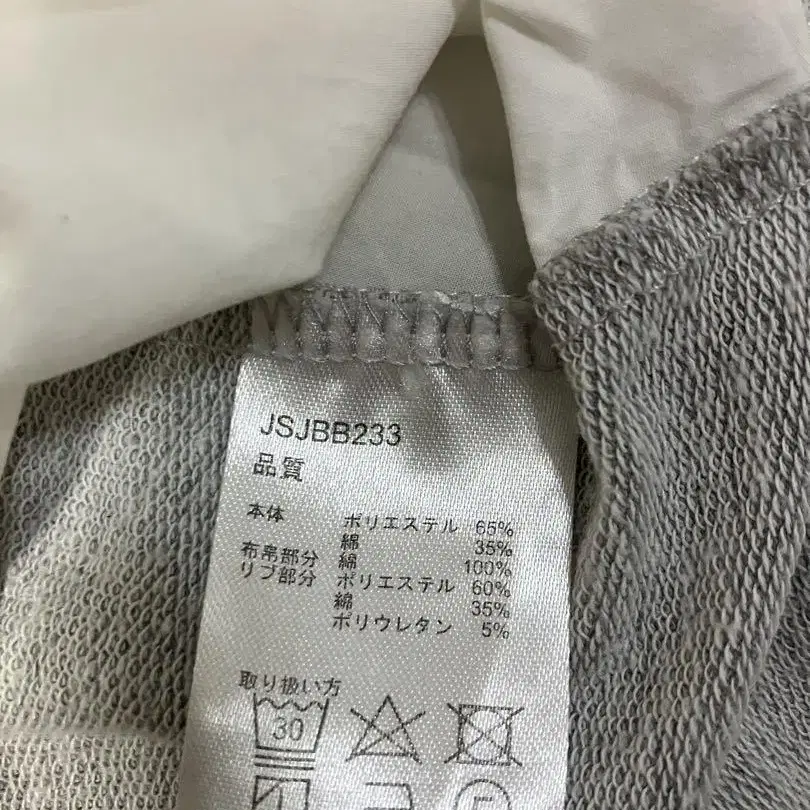 JSJBB233
品質
本体 ポリエステル 65%
綿 35%
布帛部分 綿 100%
リブ部分 ポリエステル 60%
綿 35%
ポリウレタン 5%
取り扱い方
30